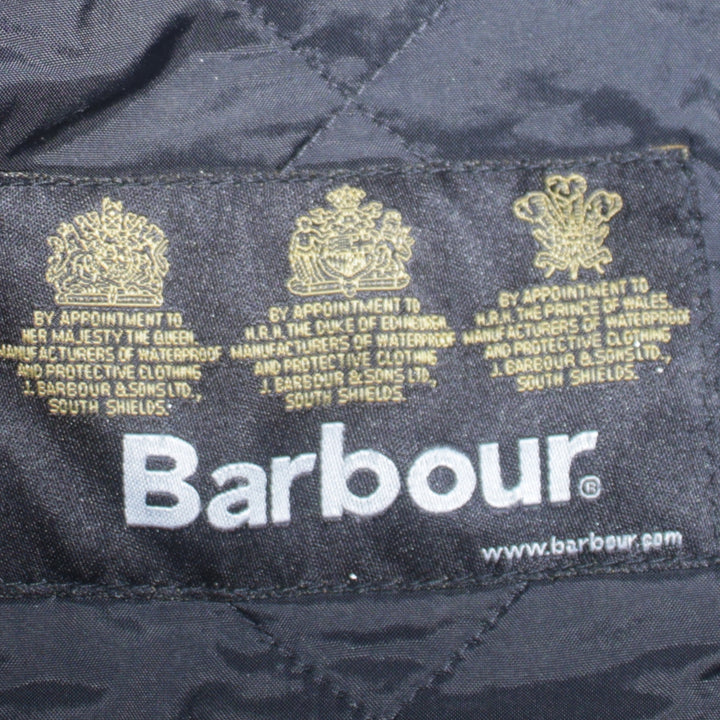 BY APPOINTMENT TO
HER MAJESTY THE QUEEN
MANUFACTURERS OF WATERPROOF
AND PROTECTIVE CLOTHING
J. BARBOUR & SONS LTD.,
SOUTH SHIELDS.
BY APPOINTMENT TO
H.R.H. THE DUKE OF EDINBURGH
MANUFACTURERS OF WATERPROOF
AND PROTECTIVE CLOTHING
J. BARBOUR & SONS LTD.,
SOUTH SHIELDS.
BY APPOINTMENT TO
H.R.H. THE PRINCE OF WALES
MANUFACTURERS OF WATERPROOF
AND PROTECTIVE CLOTHING
J. BARBOUR & SONS LTD.,
SOUTH SHIELDS.
Barbour®
www.barbour.com